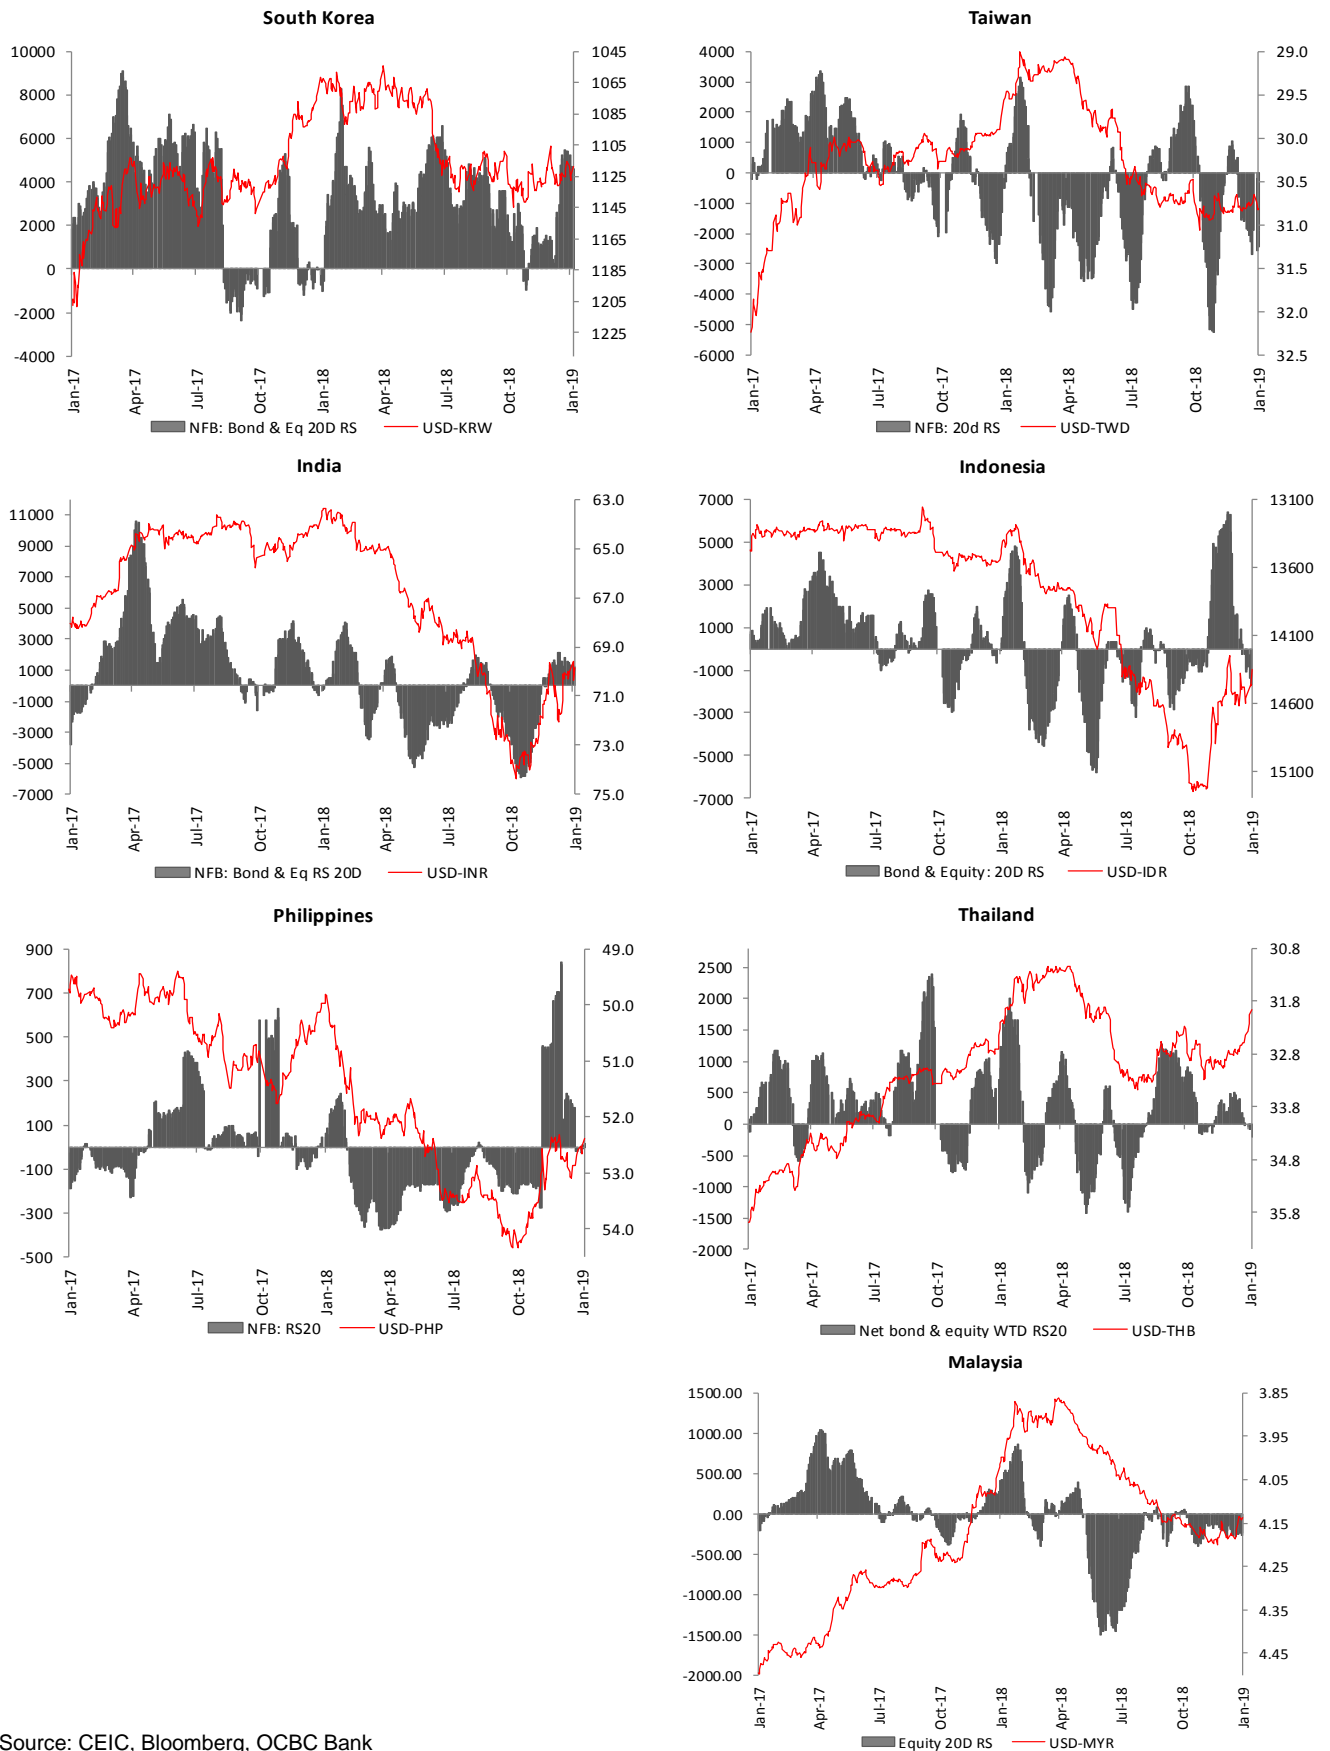 South Korea
10000
8000
6000
4000
2000
0
-2000
-4000
1045
1065
1085
1105
1125
1145
1165
1185
1205
1225
Jan-17
Apr-17
Jul-17
Oct-17
Jan-18
Apr-18
Jul-18
Oct-18
Jan-19
NFB: Bond & Eq 20D RS USD-KRW
Taiwan
4000
3000
2000
1000
0
-1000
-2000
-3000
-4000
-5000
-6000
29.0
29.5
30.0
30.5
31.0
31.5
32.0
32.5
Jan-17
Apr-17
Jul-17
Oct-17
Jan-18
Apr-18
Jul-18
Oct-18
Jan-19
NFB: 20d RS USD-TWD
India
11000
9000
7000
5000
3000
1000
-1000
-3000
-5000
-7000
63.0
65.0
67.0
69.0
71.0
73.0
75.0
Jan-17
Apr-17
Jul-17
Oct-17
Jan-18
Apr-18
Jul-18
Oct-18
Jan-19
NFB: Bond & Eq RS 20D USD-INR
Indonesia
7000
5000
3000
1000
-1000
-3000
-5000
-7000
13100
13600
14100
14600
15100
Jan-17
Apr-17
Jul-17
Oct-17
Jan-18
Apr-18
Jul-18
Oct-18
Jan-19
Bond & Equity: 20D RS USD-IDR
Philippines
900
700
500
300
100
-100
-300
-500
49.0
50.0
51.0
52.0
53.0
54.0
Jan-17
Apr-17
Jul-17
Oct-17
Jan-18
Apr-18
Jul-18
Oct-18
Jan-19
NFB: RS20 USD-PHP
Thailand
2500
2000
1500
1000
500
0
-500
-1000
-1500
-2000
30.8
31.8
32.8
33.8
34.8
35.8
Jan-17
Apr-17
Jul-17
Oct-17
Jan-18
Apr-18
Jul-18
Oct-18
Jan-19
Net bond & equity WTD RS20 USD-THB
Malaysia
1500.00
1000.00
500.00
0.00
-500.00
-1000.00
-1500.00
-2000.00
3.85
3.95
4.05
4.15
4.25
4.35
4.45
Jan-17
Apr-17
Jul-17
Oct-17
Jan-18
Apr-18
Jul-18
Oct-18
Jan-19
Equity 20D RS USD-MYR
Source: CEIC, Bloomberg, OCBC Bank